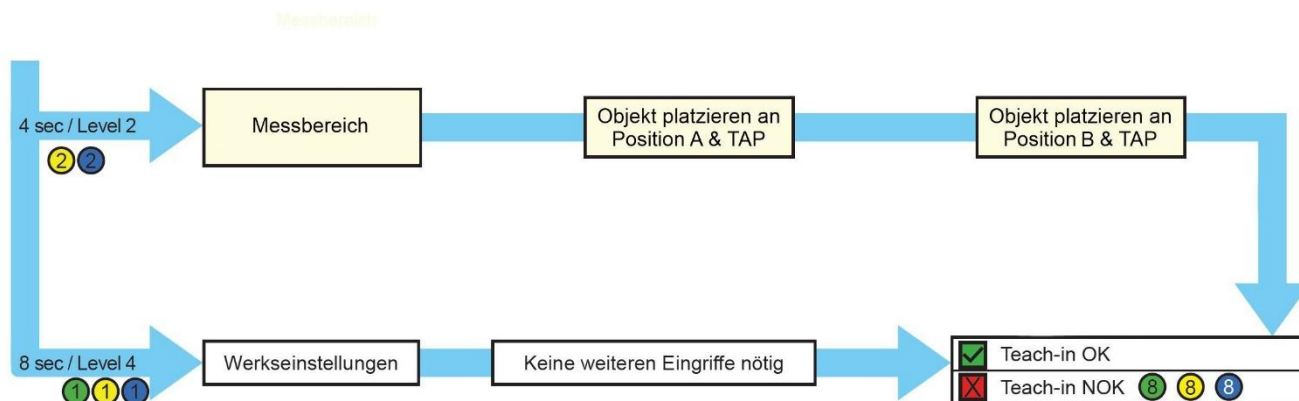 Messbereich
4 sec / Level 2
2 2
Messbereich
Objekt platzieren an
Position A & TAP
Objekt platzieren an
Position B & TAP
8 sec / Level 4
1 1 1
Werkseinstellungen
Keine weiteren Eingriffe nötig
Teach-in OK
Teach-in NOK 8 8 8